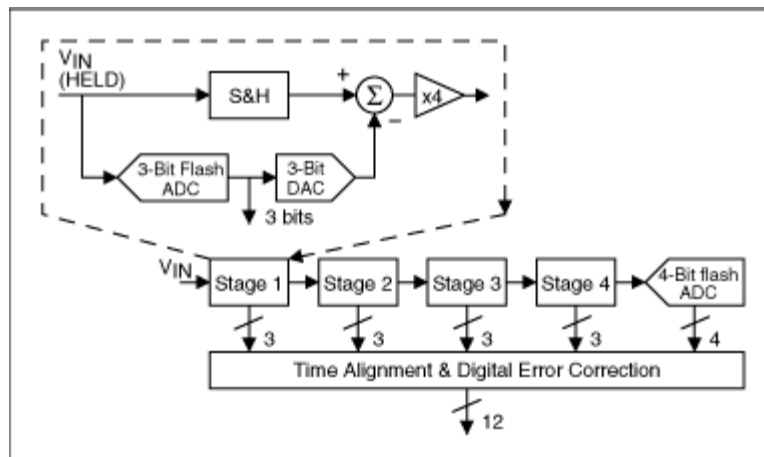 VIN
(HELD)
S&H
+
Σ
−
x4
3-Bit Flash
ADC
3-Bit
DAC
3 bits
VIN
Stage 1
Stage 2
Stage 3
Stage 4
4-Bit flash
ADC
3
3
3
3
4
Time Alignment & Digital Error Correction
12